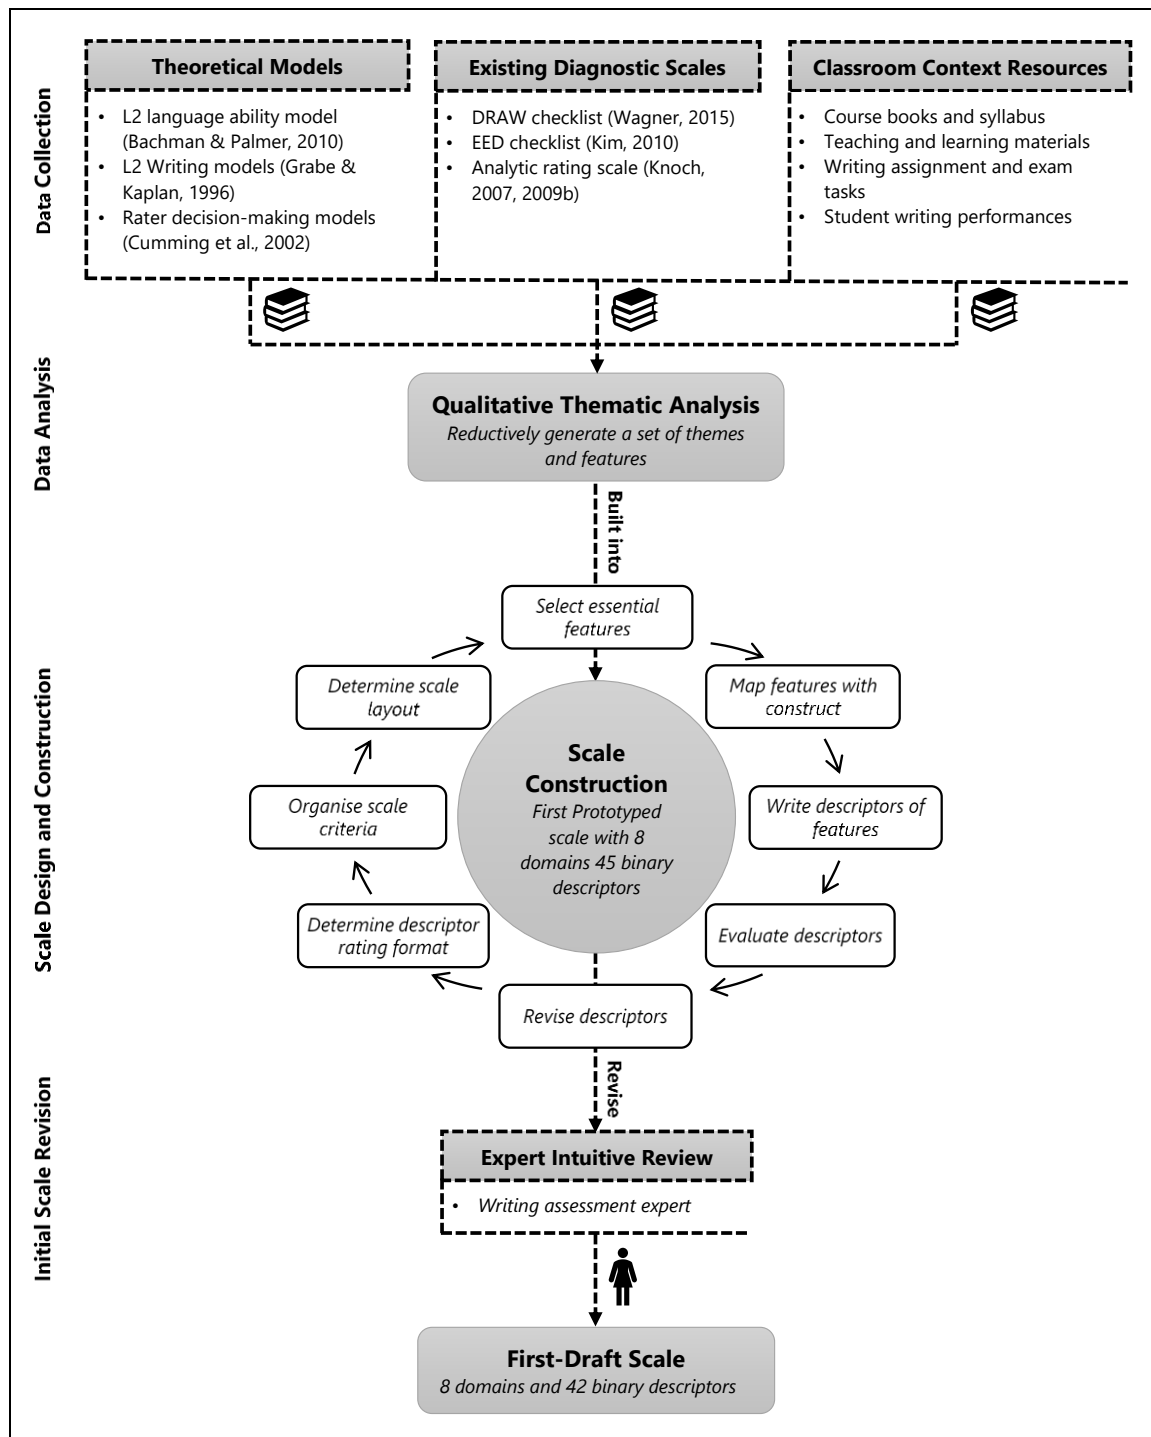 Data Collection
Theoretical Models
• L2 language ability model
(Bachman & Palmer, 2010)
• L2 Writing models (Grabe &
Kaplan, 1996)
• Rater decision-making models
(Cumming et al., 2002)
Existing Diagnostic Scales
• DRAW checklist (Wagner, 2015)
• EED checklist (Kim, 2010)
• Analytic rating scale (Knoch,
2007, 2009b)
Classroom Context Resources
• Course books and syllabus
• Teaching and learning materials
• Writing assignment and exam
tasks
• Student writing performances
Data Analysis
Qualitative Thematic Analysis
Reductively generate a set of themes
and features
Built into
Scale Design and Construction
Select essential
features
Map features with
construct
Write descriptors of
features
Evaluate descriptors
Revise descriptors
Determine descriptor
rating format
Organise scale
criteria
Determine scale
layout
Scale
Construction
First Prototyped
scale with 8
domains 45 binary
descriptors
Revise
Initial Scale Revision
Expert Intuitive Review
• Writing assessment expert
First-Draft Scale
8 domains and 42 binary descriptors